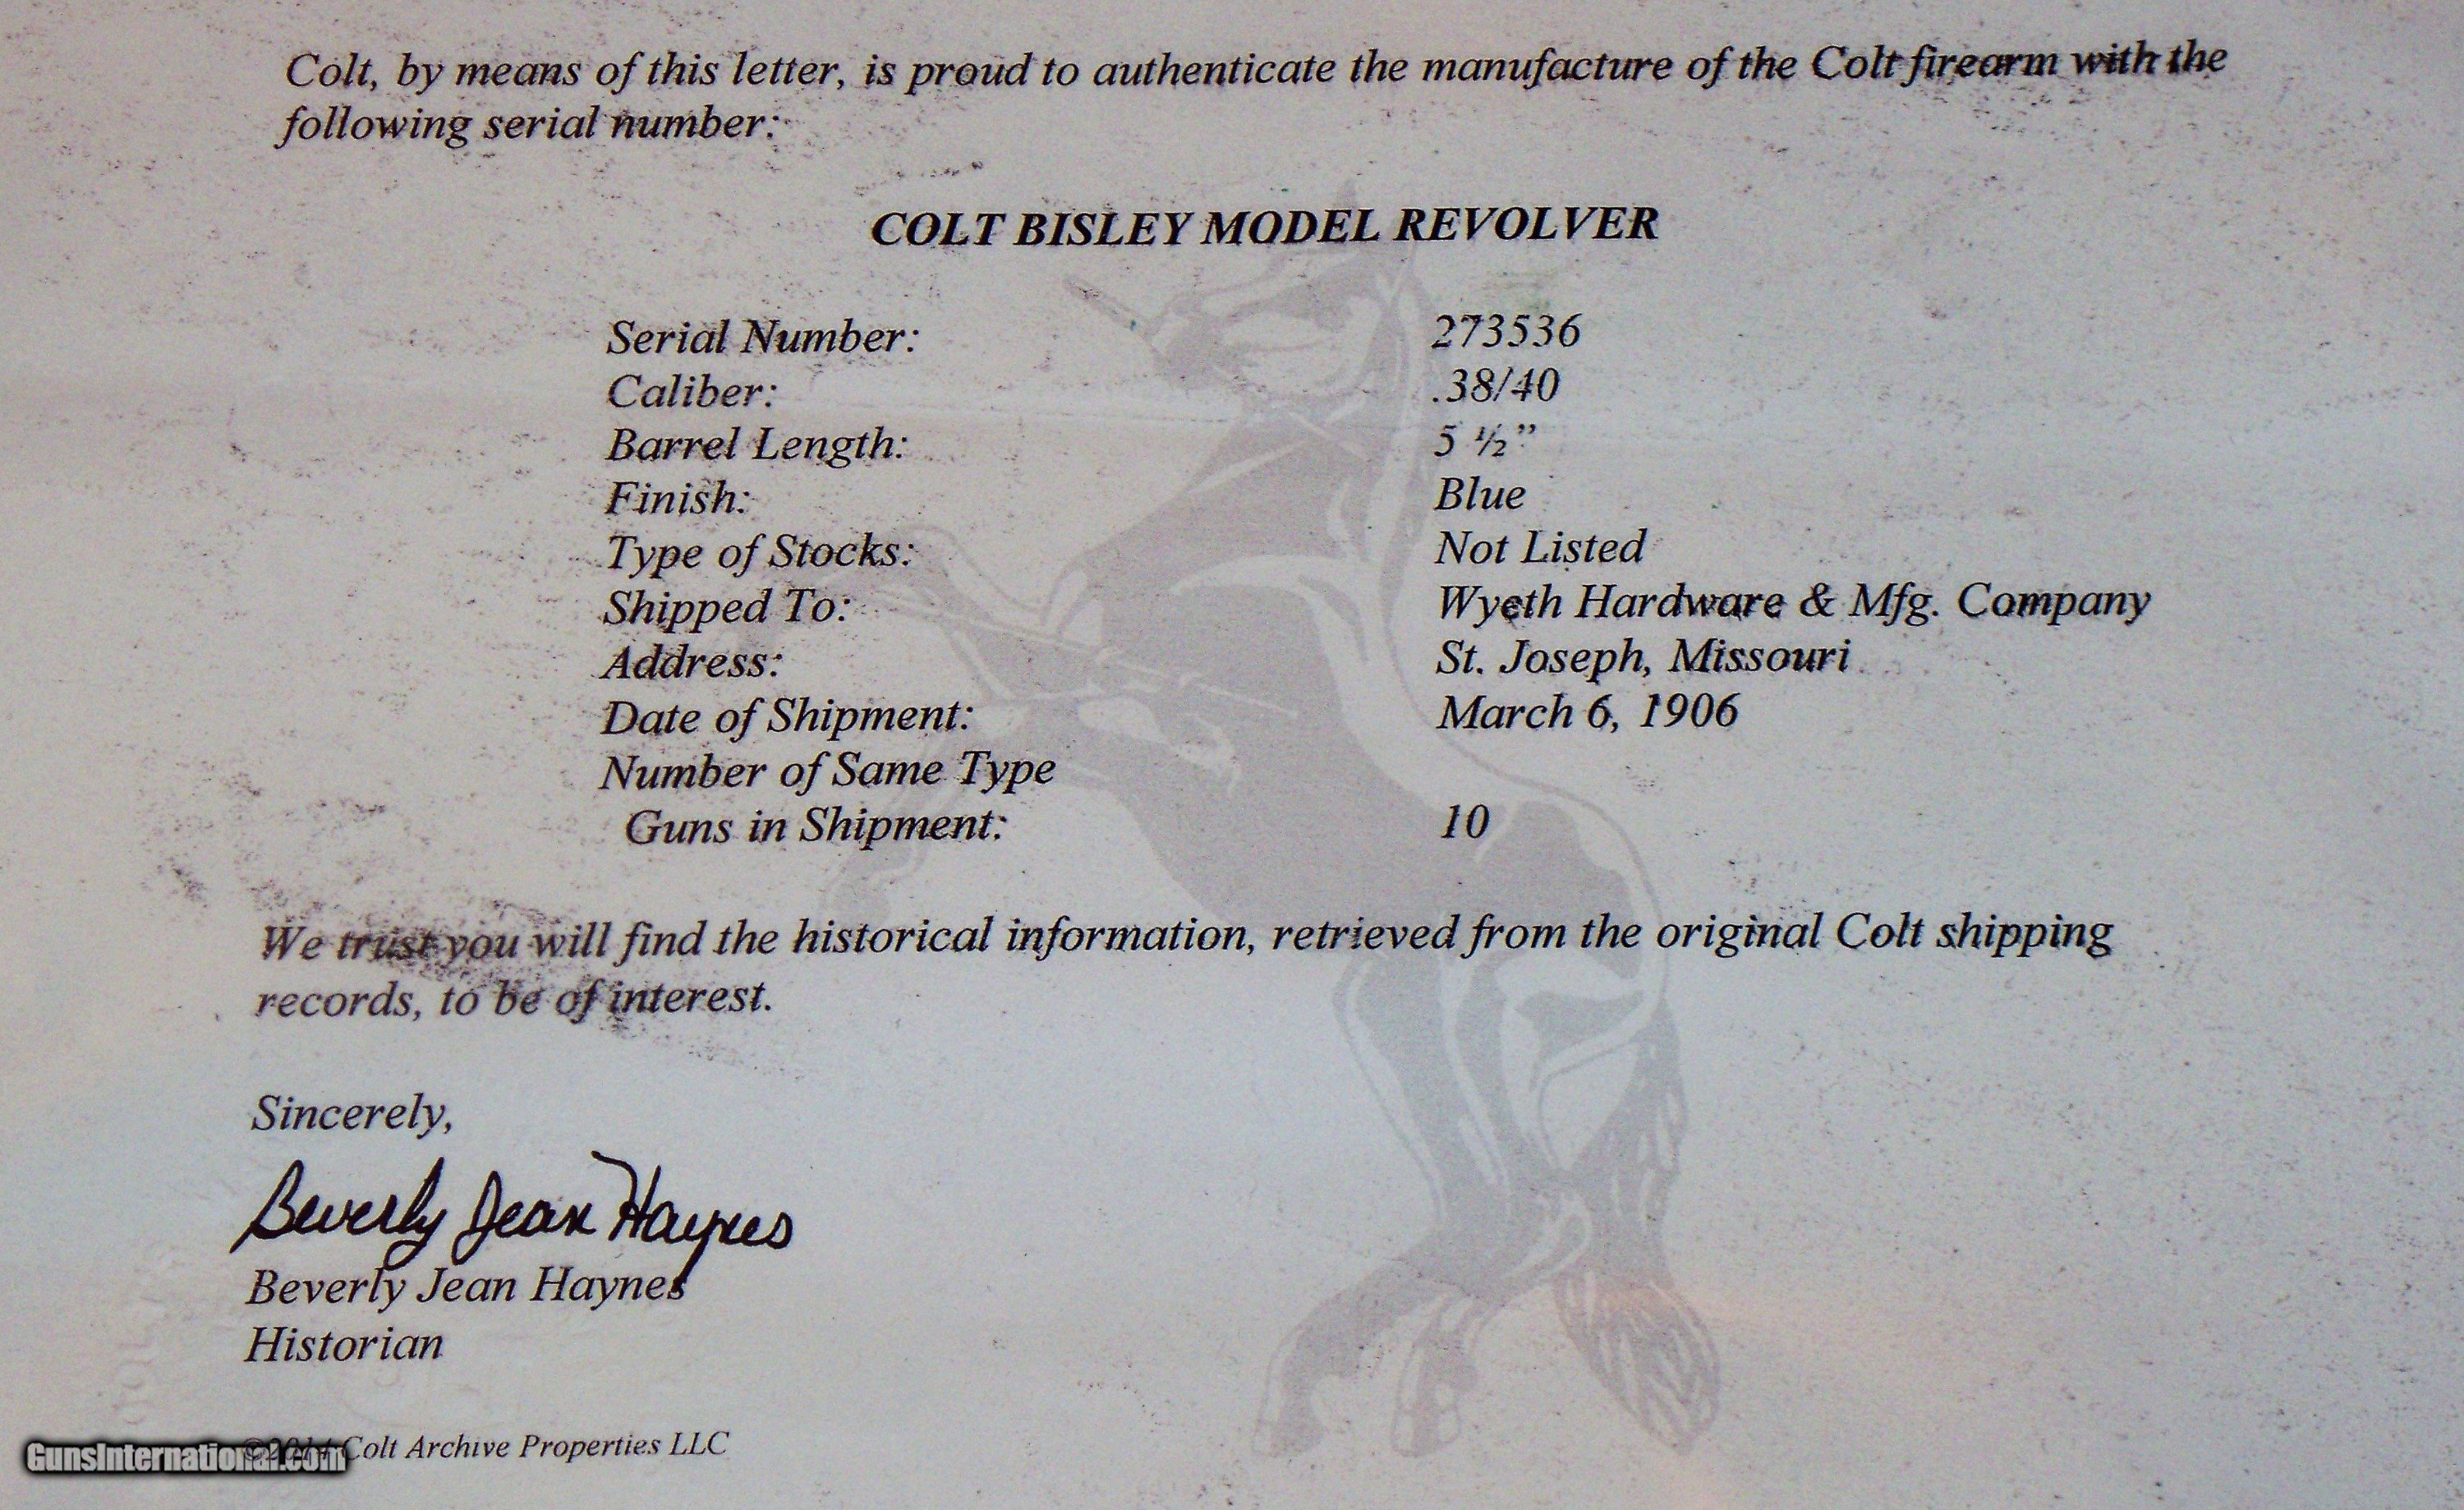 Colt, by means of this letter, is proud to authenticate the manufacture of the Colt firearm with the
following serial number:
COLT BISLEY MODEL REVOLVER
Serial Number: 273536
Caliber: .38/40
Barrel Length: 5 ½”
Finish: Blue
Type of Stocks: Not Listed
Shipped To: Wyeth Hardware & Mfg. Company
Address: St. Joseph, Missouri
Date of Shipment: March 6, 1906
Number of Same Type
Guns in Shipment: 10
We trust you will find the historical information, retrieved from the original Colt shipping
records, to be of interest.
Sincerely,
Beverly Jean Haynes
Beverly Jean Haynes
Historian
Colt Archive Properties LLC
GunsInternational.com